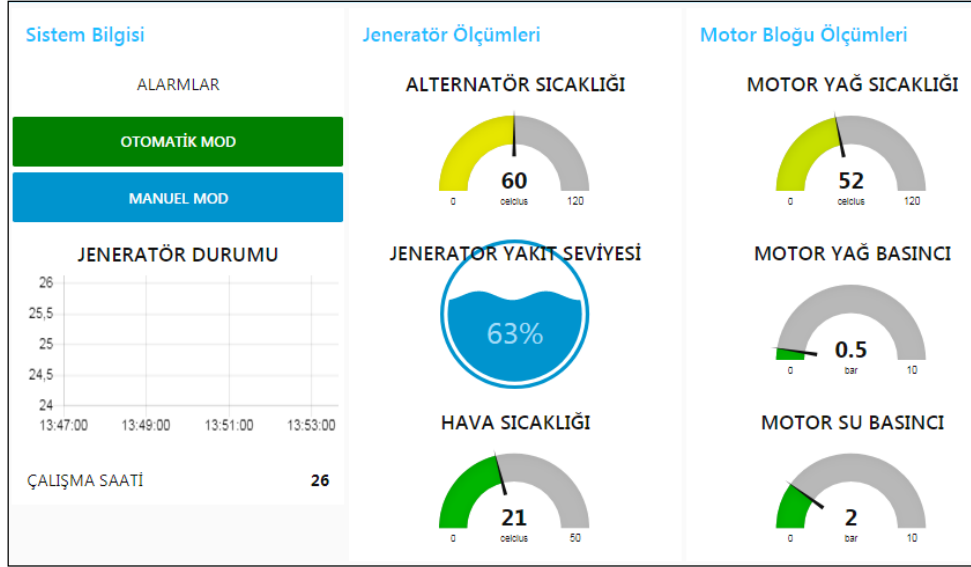 Sistem Bilgisi
ALARMLAR
OTOMATİK MOD
MANUEL MOD
JENERATÖR DURUMU
26
25,5
25
24,5
24
13:47:00 13:49:00 13:51:00 13:53:00
ÇALIŞMA SAATİ 26
Jeneratör Ölçümleri
ALTERNATÖR SICAKLIĞI
60
0 celcius 120
JENERATÖR YAKIT SEVİYESİ
63%
HAVA SICAKLIĞI
21
0 celcius 50
Motor Bloğu Ölçümleri
MOTOR YAĞ SICAKLIĞI
52
0 celcius 120
MOTOR YAĞ BASINCI
0.5
0 bar 10
MOTOR SU BASINCI
2
0 bar 10